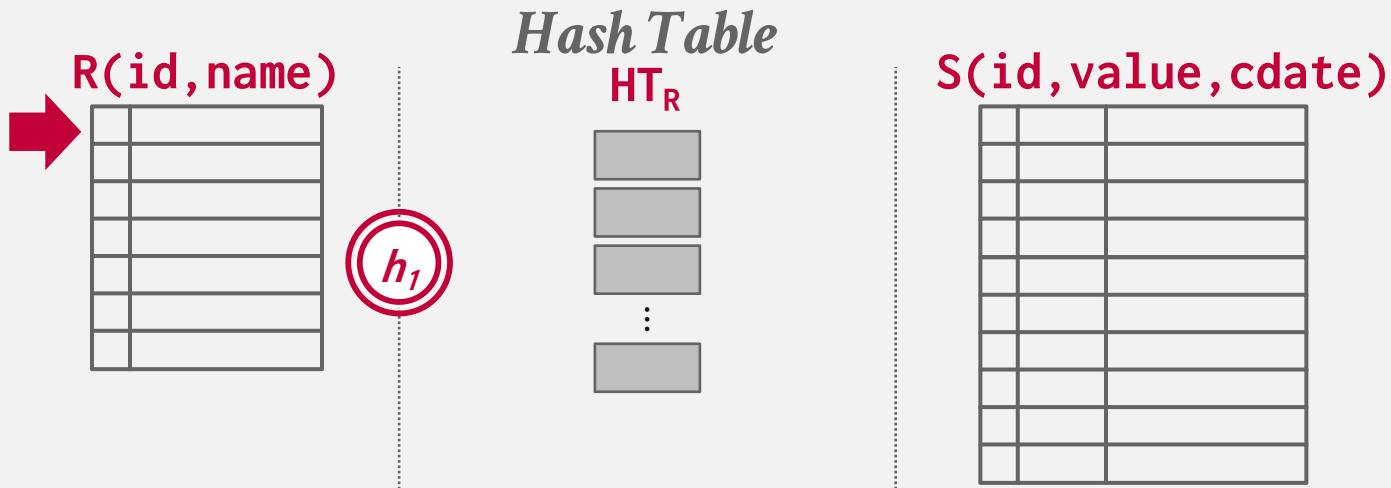 Hash Table
R(id,name)
HTR
S(id,value,cdate)
h1
⋮